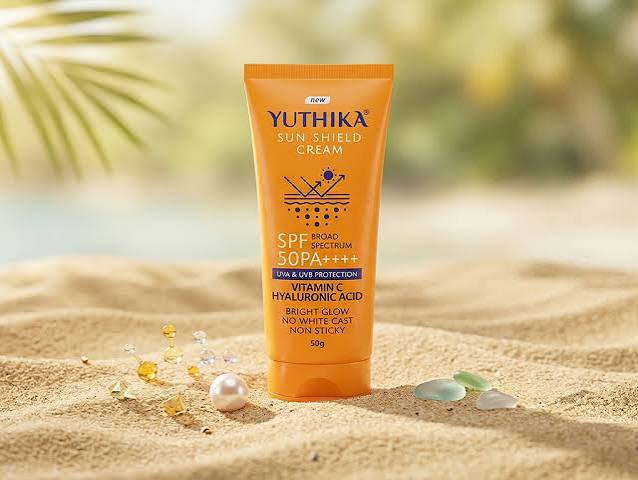 new
YUTHIKA®
SUN SHIELD
CREAM
SPF BROAD SPECTRUM
50PA++++
UVA & UVB PROTECTION
VITAMIN C
HYALURONIC ACID
BRIGHT GLOW
NO WHITE CAST
NON STICKY
50g